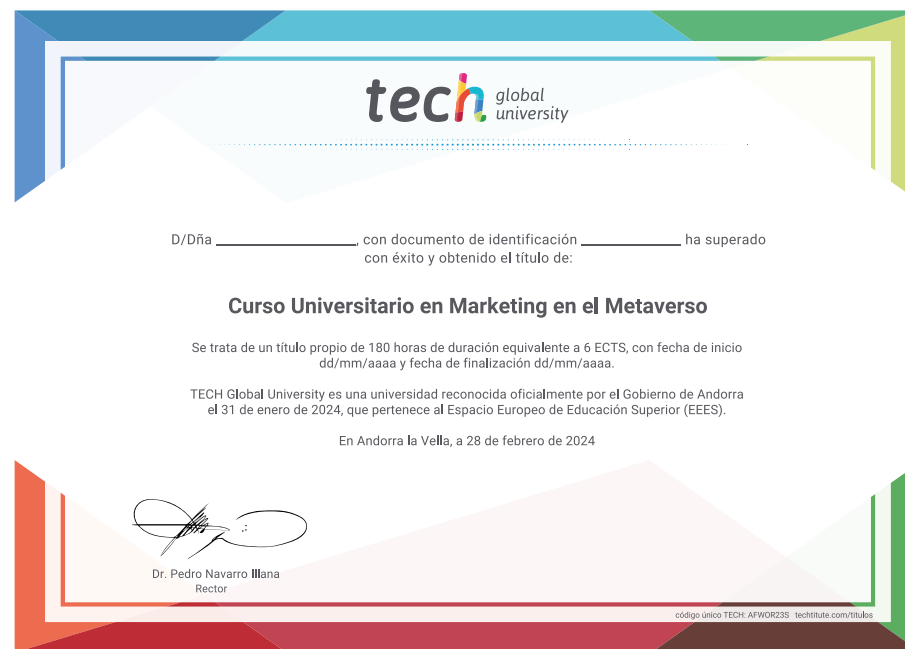 tech global
university
D/Dña ______________, con documento de identificación __________ ha superado
con éxito y obtenido el título de:
Curso Universitario en Marketing en el Metaverso
Se trata de un título propio de 180 horas de duración equivalente a 6 ECTS, con fecha de inicio
dd/mm/aaaa y fecha de finalización dd/mm/aaaa.
TECH Global University es una universidad reconocida oficialmente por el Gobierno de Andorra
el 31 de enero de 2024, que pertenece al Espacio Europeo de Educación Superior (EEES).
En Andorra la Vella, a 28 de febrero de 2024
Dr. Pedro Navarro Illana
Rector
código único TECH: AFWOR23S techtitute.com/titulos